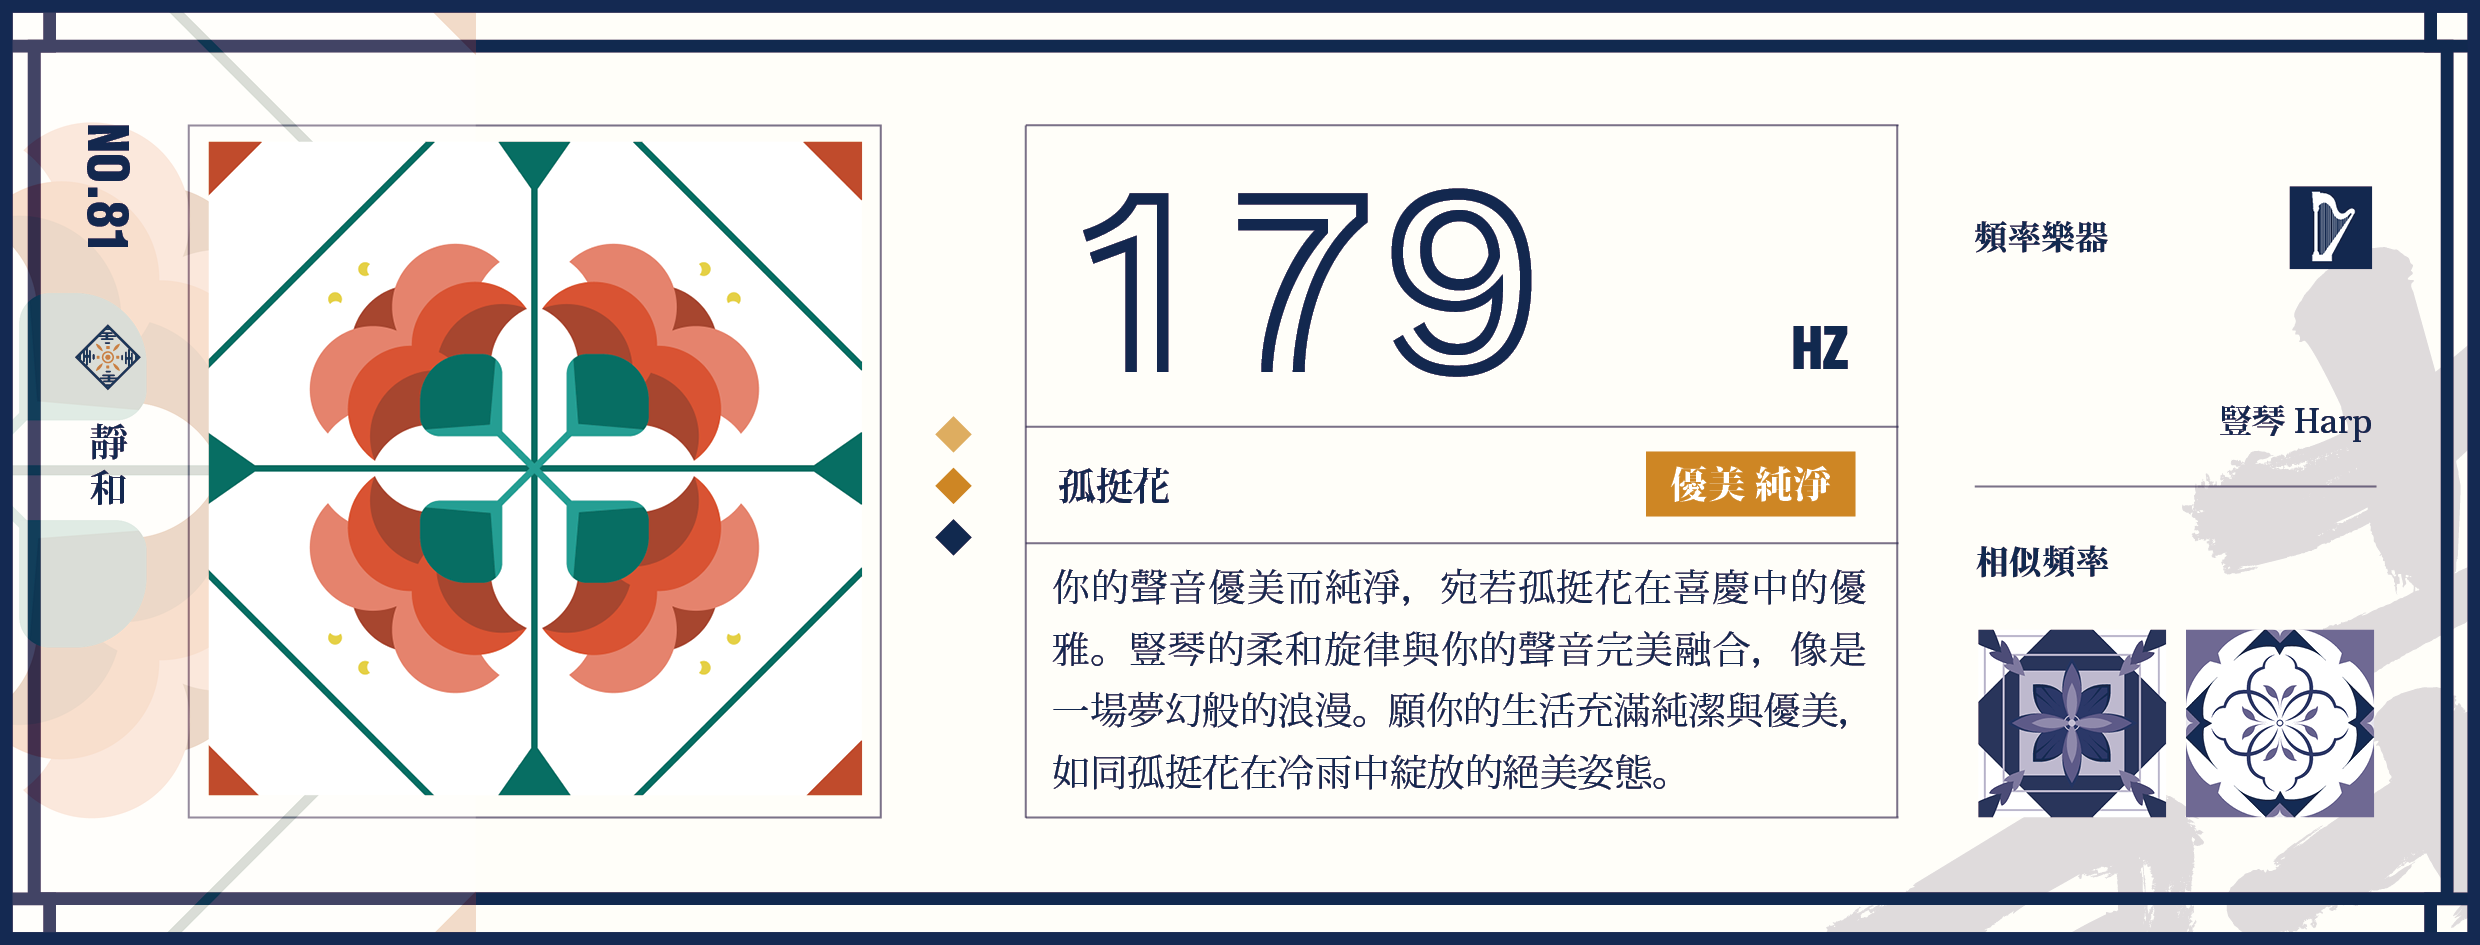 NO.81
靜和
179
HZ
孤挺花
優美 純淨
你的聲音優美而純淨，宛若孤挺花在喜慶中的優
雅。豎琴的柔和旋律與你的聲音完美融合，像是
一場夢幻般的浪漫。願你的生活充滿純潔與優美，
如同孤挺花在冷雨中綻放的絕美姿態。
頻率樂器
豎琴 Harp
相似頻率